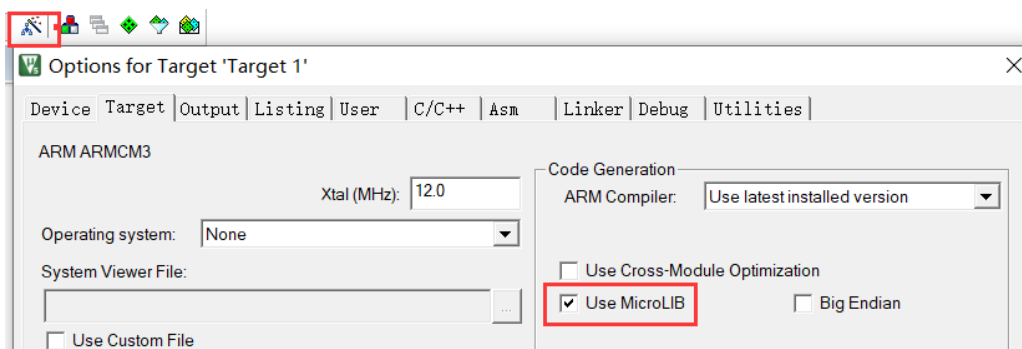 Options for Target 'Target 1'
Device Target Output Listing User C/C++ Asm Linker Debug Utilities
ARM ARMCM3
Code Generation
Xtal (MHz): 12.0
ARM Compiler: Use latest installed version
Operating system: None
System Viewer File:
Use Cross-Module Optimization
Use MicroLIB Big Endian
...
Use Custom File